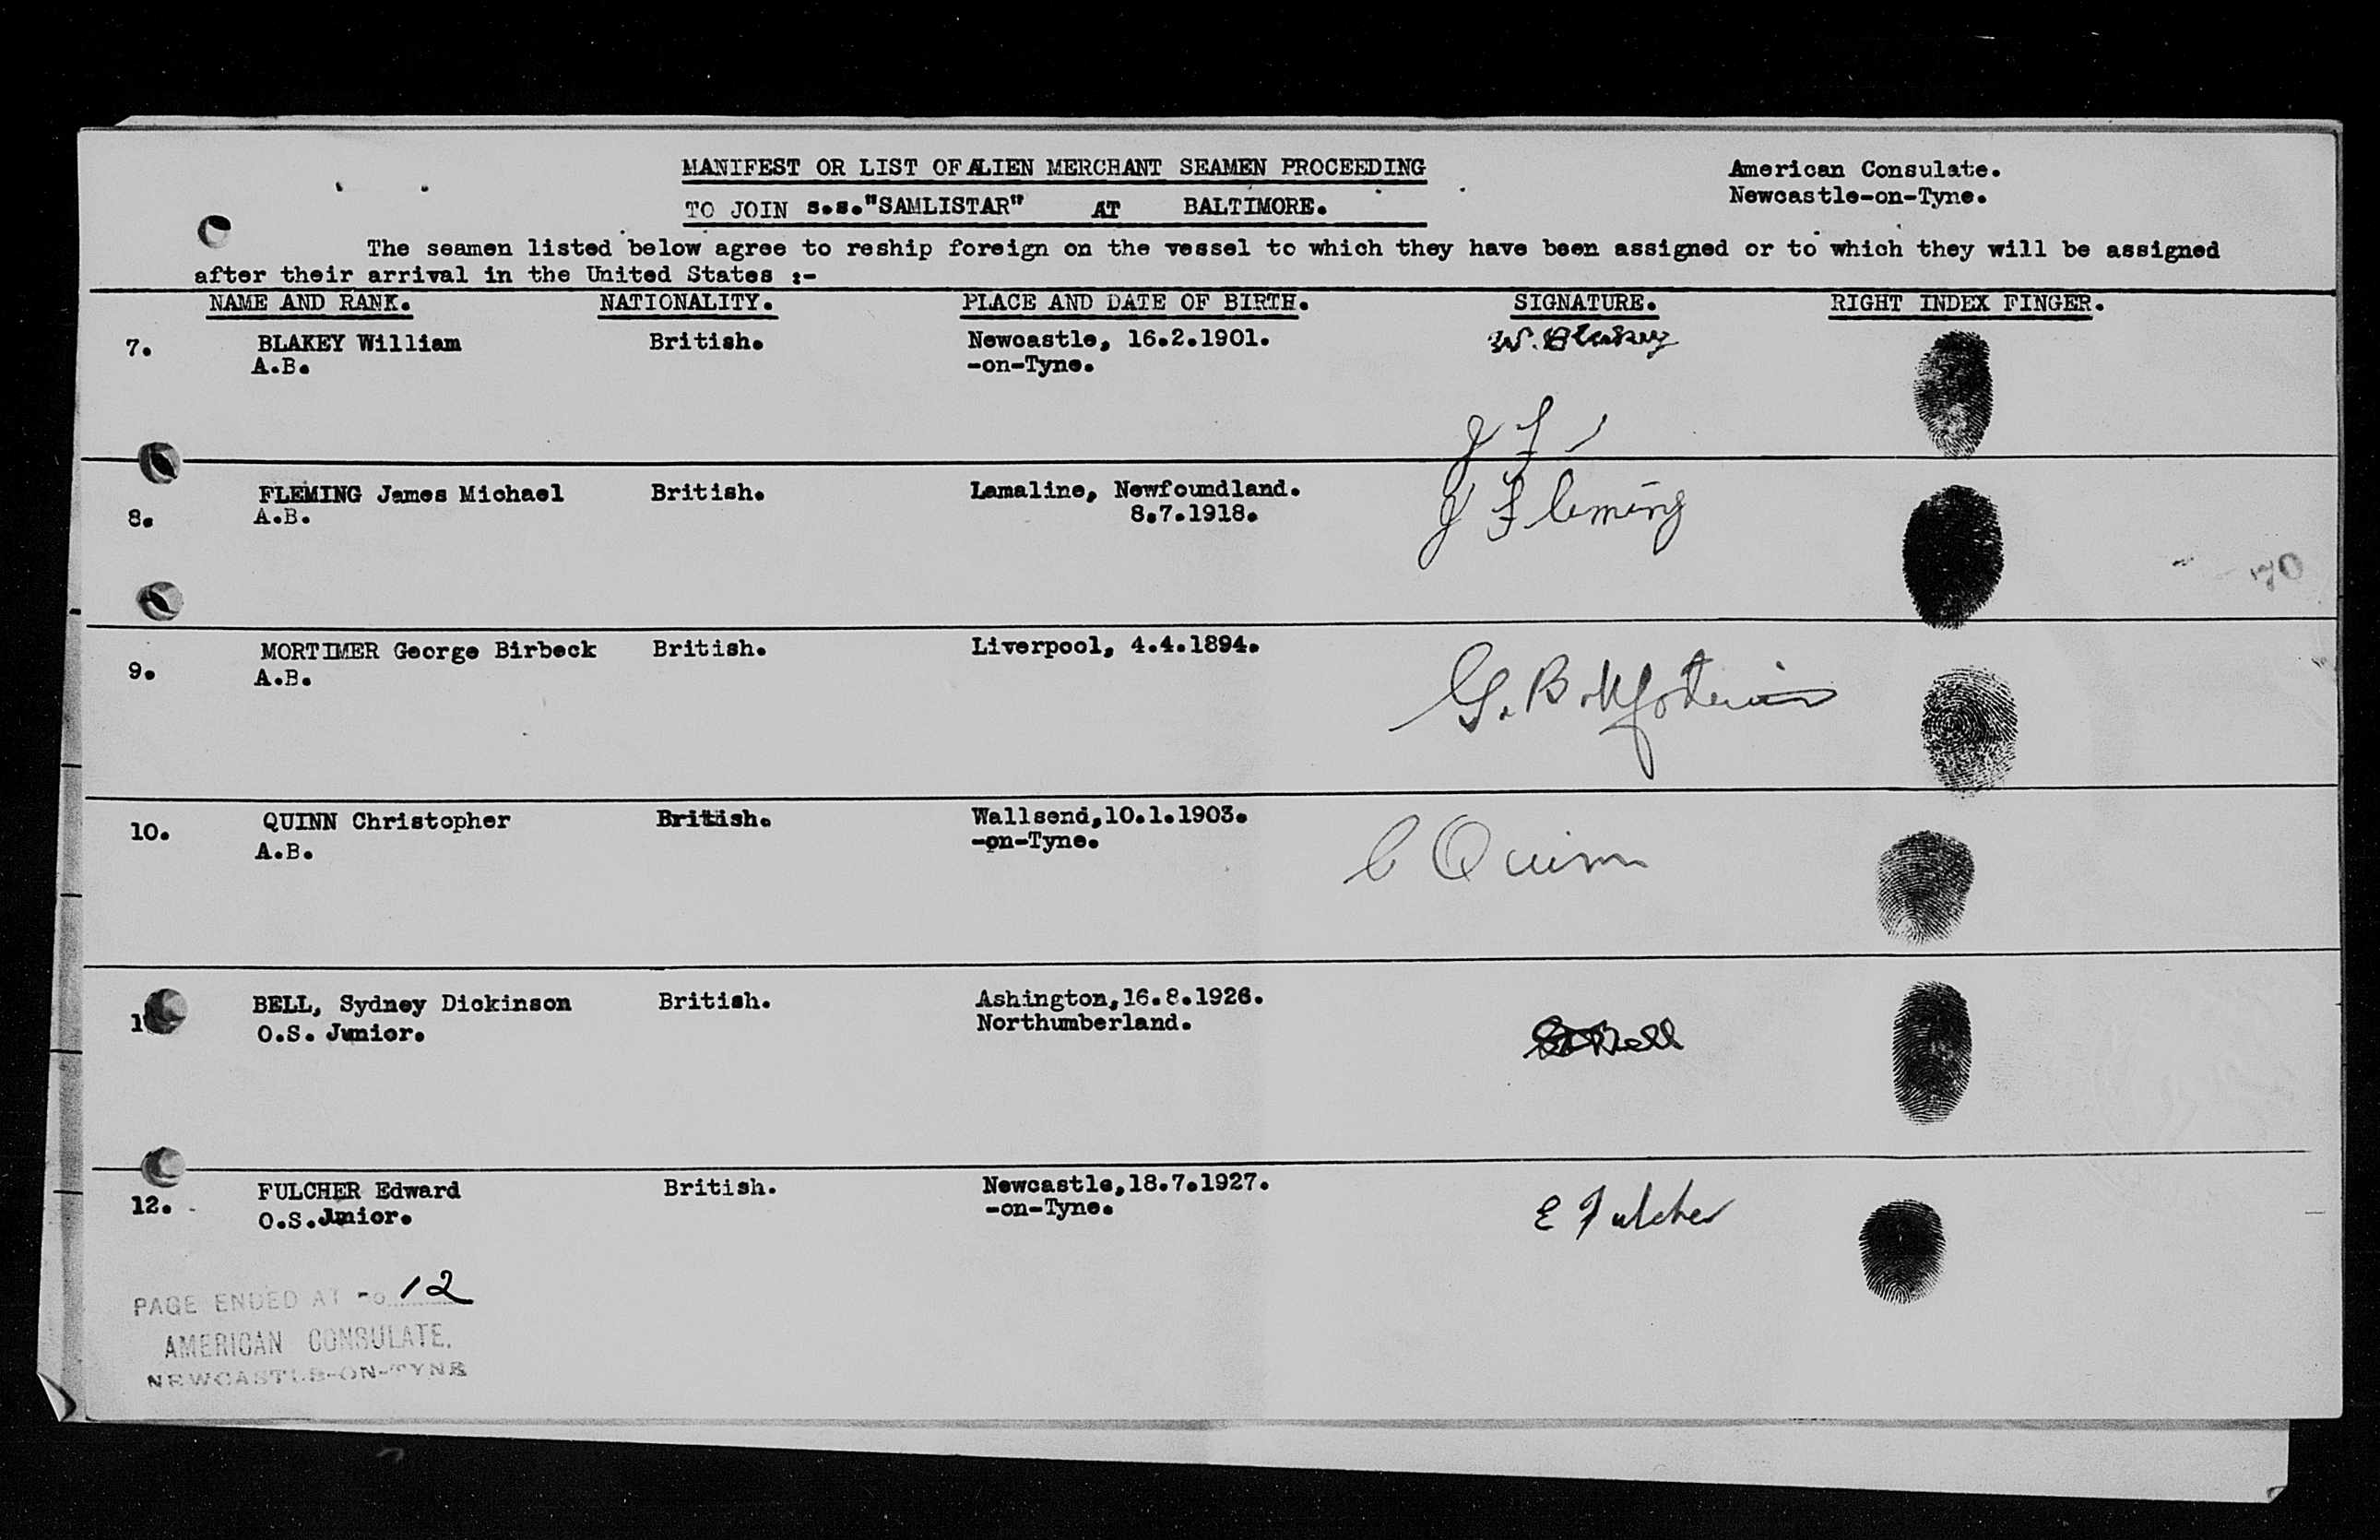 MANIFEST OR LIST OF ALIEN MERCHANT SEAMEN PROCEEDING
American Consulate.
TO JOIN s.s."SAMLISTAR" AT BALTIMORE.
Newcastle-on-Tyne.
The seamen listed below agree to reship foreign on the vessel to which they have been assigned or to which they will be assigned
after their arrival in the United States :-
NAME AND RANK. NATIONALITY. PLACE AND DATE OF BIRTH. SIGNATURE. RIGHT INDEX FINGER.
7. BLAKEY William British. Newcastle, 16.2.1901. W. Blakey
A.B. -on-Tyne.
J F
8. FLEMING James Michael British. Lamaline, Newfoundland. J Fleming
A.B. 8.7.1918.
70
9. MORTIMER George Birbeck British. Liverpool, 4.4.1894. G. B. Mortimer
A.B.
10. QUINN Christopher British. Wallsend,10.1.1903. C Quinn
A.B. -on-Tyne.
1 BELL, Sydney Dickinson British. Ashington,16.8.1926. Bell
O.S. Junior. Northumberland.
12. FULCHER Edward British. Newcastle,18.7.1927. E Fulcher
O.S.Junior. -on-Tyne.
PAGE ENDED AT No 12
AMERICAN CONSULATE.
NEWCASTLE-ON-TYNE